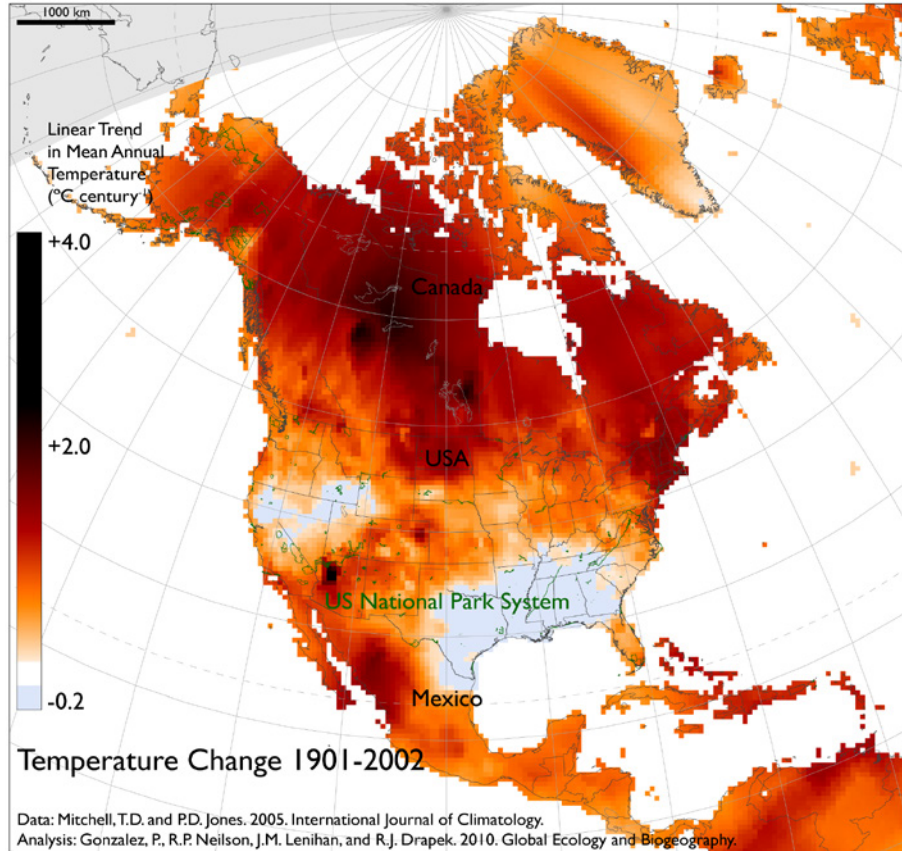 1000 km
Linear Trend
in Mean Annual
Temperature
(°C century⁻¹)
+4.0
+2.0
-0.2
Canada
USA
US National Park System
Mexico
Temperature Change 1901-2002
Data: Mitchell, T.D. and P.D. Jones. 2005. International Journal of Climatology.
Analysis: Gonzalez, P., R.P. Neilson, J.M. Lenihan, and R.J. Drapek. 2010. Global Ecology and Biogeography.